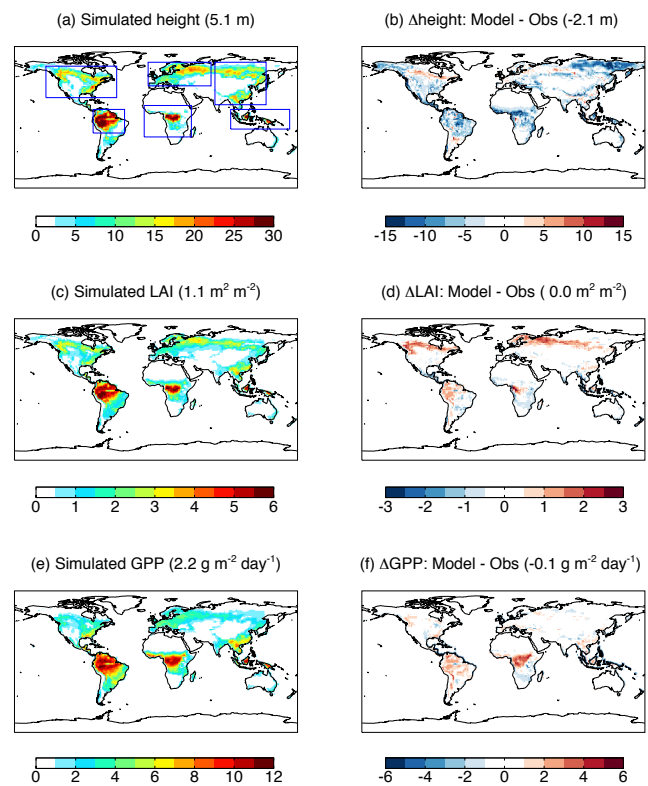 (a) Simulated height (5.1 m)
(b) Δheight: Model - Obs (-2.1 m)
0 5 10 15 20 25 30
-15 -10 -5 0 5 10 15
(c) Simulated LAI (1.1 m² m⁻²)
(d) ΔLAI: Model - Obs ( 0.0 m² m⁻²)
0 1 2 3 4 5 6
-3 -2 -1 0 1 2 3
(e) Simulated GPP (2.2 g m⁻² day⁻¹)
(f) ΔGPP: Model - Obs (-0.1 g m⁻² day⁻¹)
0 2 4 6 8 10 12
-6 -4 -2 0 2 4 6